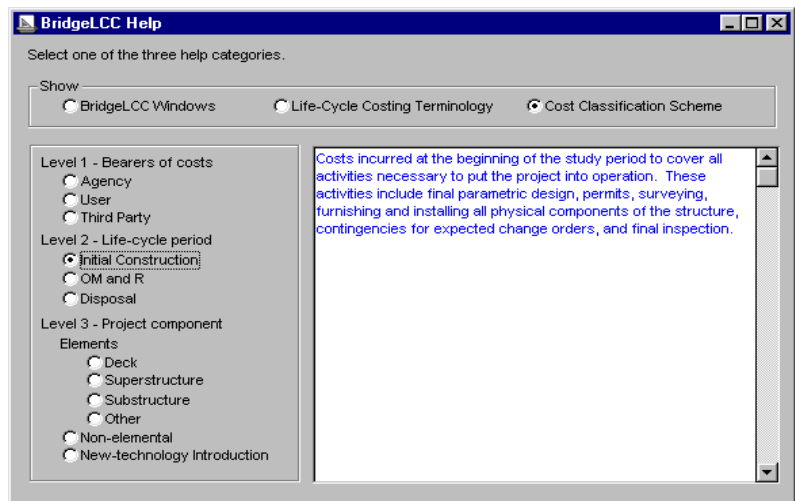 BridgeLCC Help
Select one of the three help categories.
Show
BridgeLCC Windows Life-Cycle Costing Terminology Cost Classification Scheme
Level 1 - Bearers of costs
Agency
User
Third Party
Level 2 - Life-cycle period
Initial Construction
OM and R
Disposal
Level 3 - Project component
Elements
Deck
Superstructure
Substructure
Other
Non-elemental
New-technology Introduction
Costs incurred at the beginning of the study period to cover all
activities necessary to put the project into operation. These
activities include final parametric design, permits, surveying,
furnishing and installing all physical components of the structure,
contingencies for expected change orders, and final inspection.